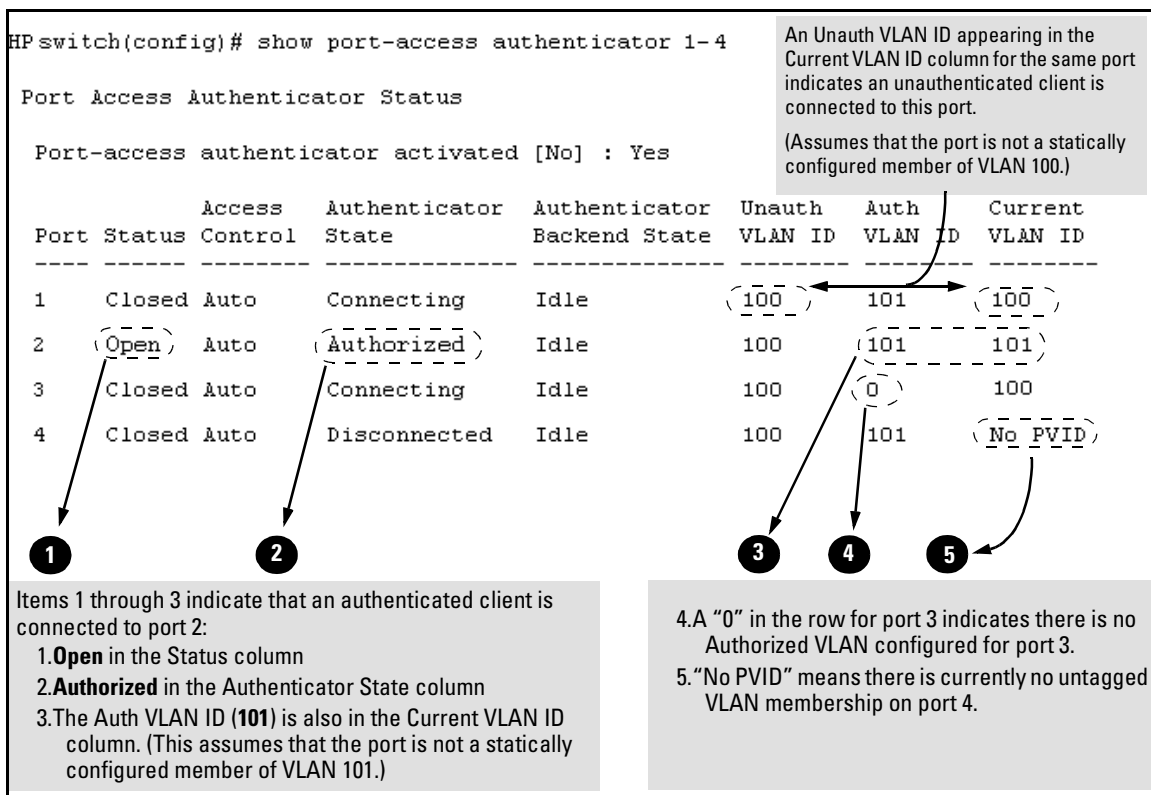 HPswitch(config)# show port-access authenticator 1-4
An Unauth VLAN ID appearing in the
Current VLAN ID column for the same port
indicates an unauthenticated client is
connected to this port.
(Assumes that the port is not a statically
configured member of VLAN 100.)
Port Access Authenticator Status
Port-access authenticator activated [No] : Yes
Access Authenticator Authenticator Unauth Auth Current
Port Status Control State Backend State VLAN ID VLAN ID VLAN ID
---- ------ -------- -------------- -------------- -------- -------- --------
1 Closed Auto Connecting Idle 100 101 100
2 Open Auto Authorized Idle 100 101 101
3 Closed Auto Connecting Idle 100 0 100
4 Closed Auto Disconnected Idle 100 101 No PVID
1 2 3 4 5
Items 1 through 3 indicate that an authenticated client is
connected to port 2:
1.Open in the Status column
2.Authorized in the Authenticator State column
3.The Auth VLAN ID (101) is also in the Current VLAN ID
column. (This assumes that the port is not a statically
configured member of VLAN 101.)
4.A “0” in the row for port 3 indicates there is no
Authorized VLAN configured for port 3.
5.“No PVID” means there is currently no untagged
VLAN membership on port 4.